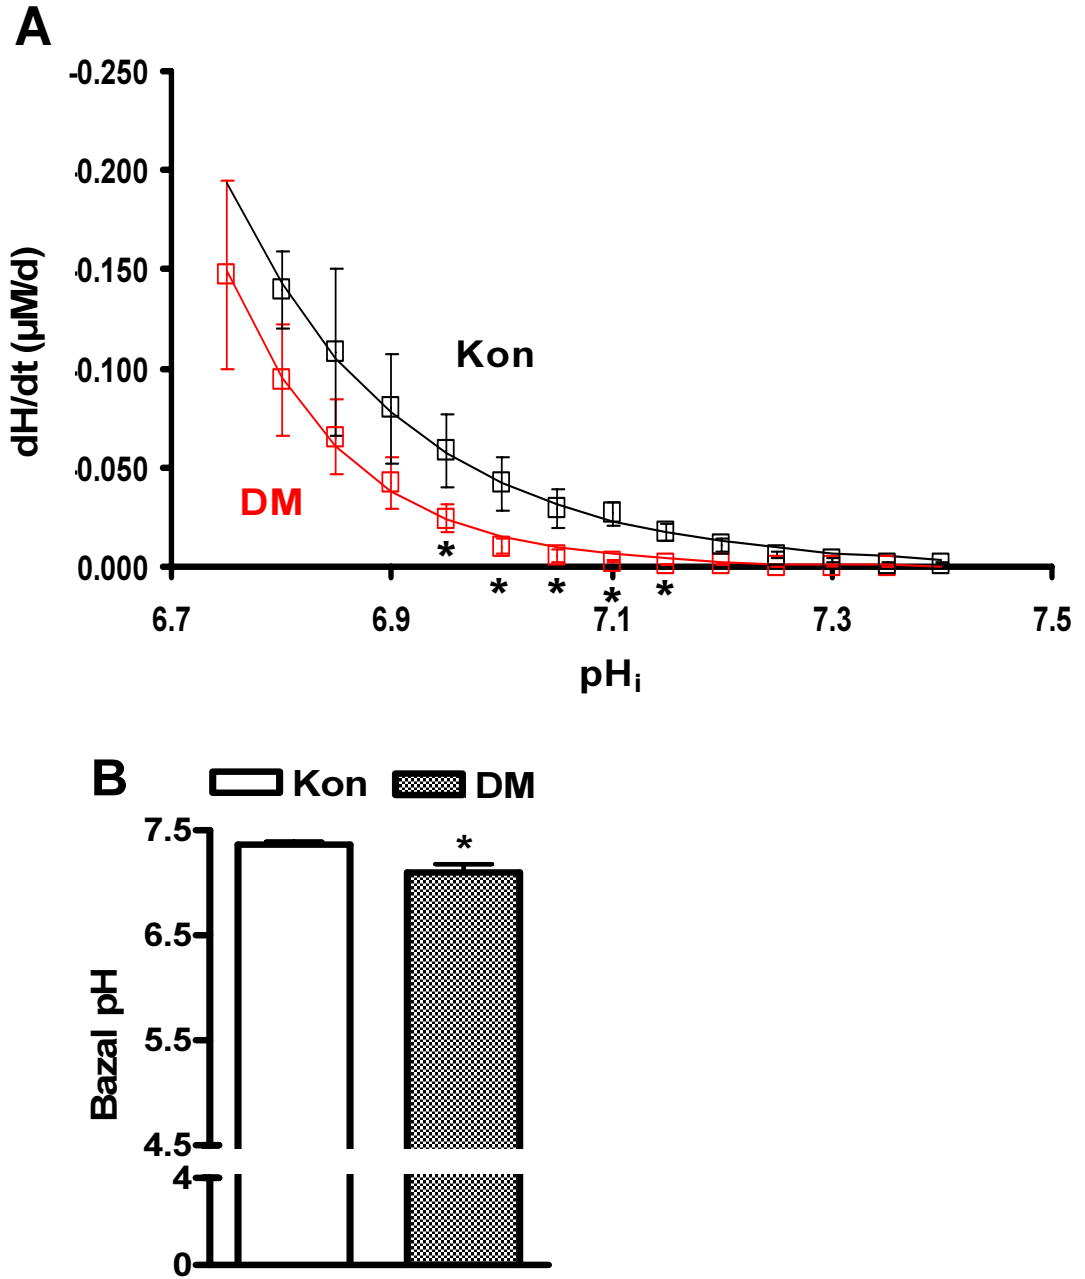 A
-0.250
-0.200
-0.150
-0.100
-0.050
0.000
dH/dt (µM/d)
Kon
DM
*
* * * *
6.7 6.9 7.1 7.3 7.5
pHi
B
Kon DM
7.5
*
6.5
5.5
4.5
4
0
Bazal pH